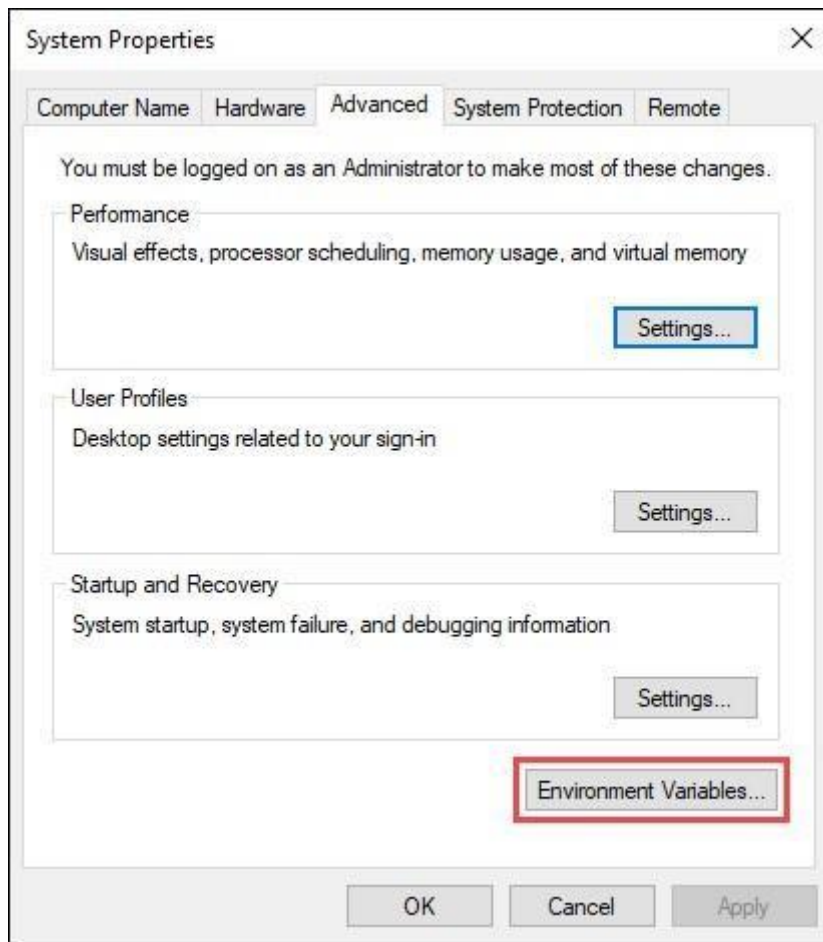 System Properties
Computer Name Hardware Advanced System Protection Remote
You must be logged on as an Administrator to make most of these changes.
Performance
Visual effects, processor scheduling, memory usage, and virtual memory
Settings...
User Profiles
Desktop settings related to your sign-in
Settings...
Startup and Recovery
System startup, system failure, and debugging information
Settings...
Environment Variables...
OK Cancel Apply